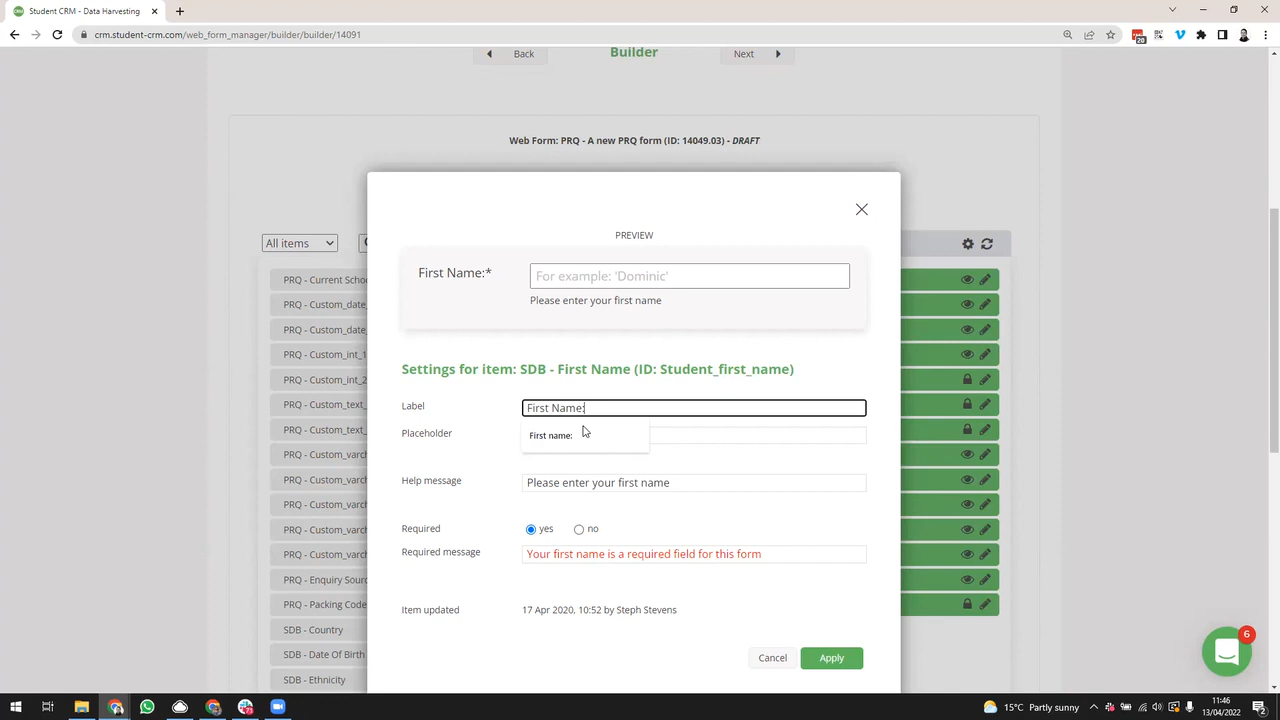 CRM Student CRM - Data Harvesting
crm.student-crm.com/web_form_manager/builder/builder/14091
20
Back
Builder
Next
Web Form: PRQ - A new PRQ form (ID: 14049.03) - DRAFT
All items
PREVIEW
First Name:*
For example: 'Dominic'
Please enter your first name
Settings for item: SDB - First Name (ID: Student_first_name)
Label
First Name:
Placeholder
First name:
Help message
Please enter your first name
Required
yes
no
Required message
Your first name is a required field for this form
Item updated
17 Apr 2020, 10:52 by Steph Stevens
Cancel
Apply
PRQ - Current Schoo
PRQ - Custom_date_
PRQ - Custom_date_
PRQ - Custom_int_1
PRQ - Custom_int_2
PRQ - Custom_text_
PRQ - Custom_text_
PRQ - Custom_varc
PRQ - Custom_varc
PRQ - Custom_varc
PRQ - Custom_varch
PRQ - Custom_varch
PRQ - Enquiry Sourc
PRQ - Packing Code
SDB - Country
SDB - Date Of Birth
SDB - Ethnicity
6
15°C Partly sunny
11:46
13/04/2022
2